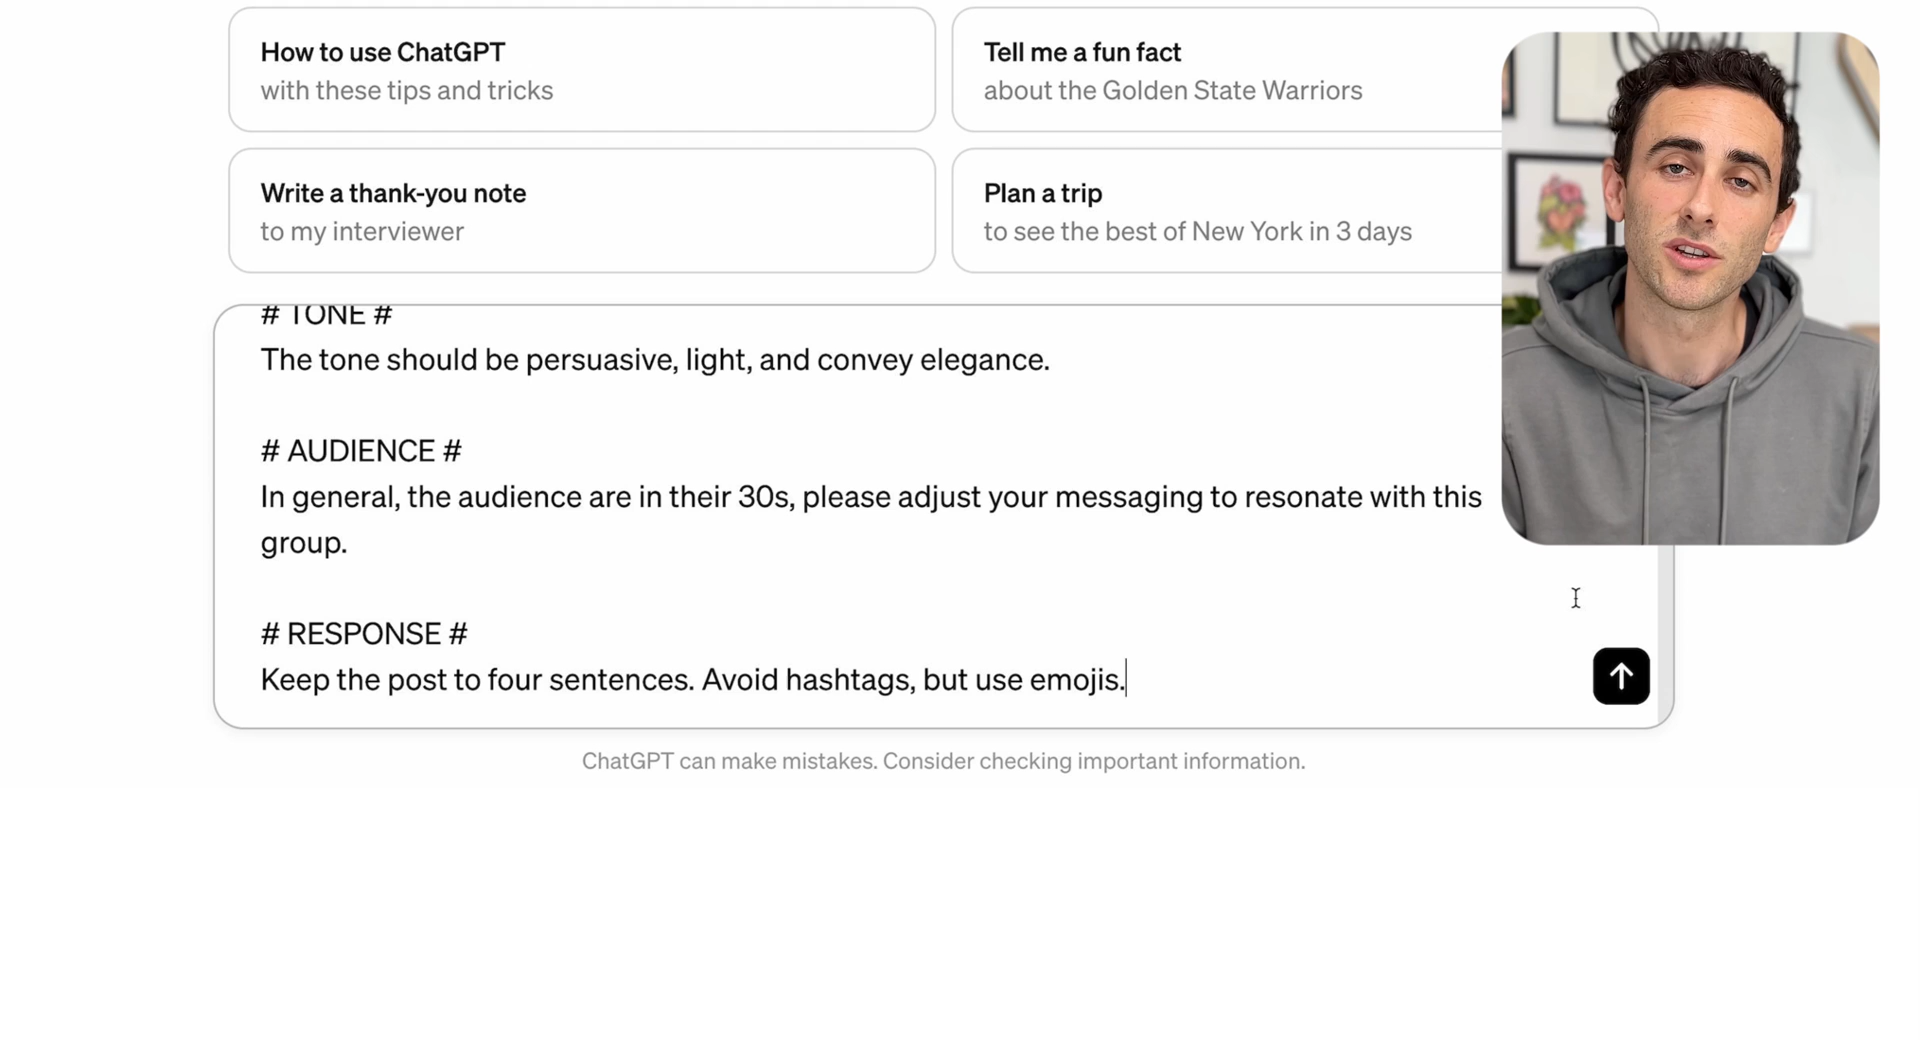 How to use ChatGPT
with these tips and tricks
Tell me a fun fact
about the Golden State Warriors
Write a thank-you note
to my interviewer
Plan a trip
to see the best of New York in 3 days
# TONE #
The tone should be persuasive, light, and convey elegance.
# AUDIENCE #
In general, the audience are in their 30s, please adjust your messaging to resonate with this
group.
# RESPONSE #
Keep the post to four sentences. Avoid hashtags, but use emojis.
ChatGPT can make mistakes. Consider checking important information.